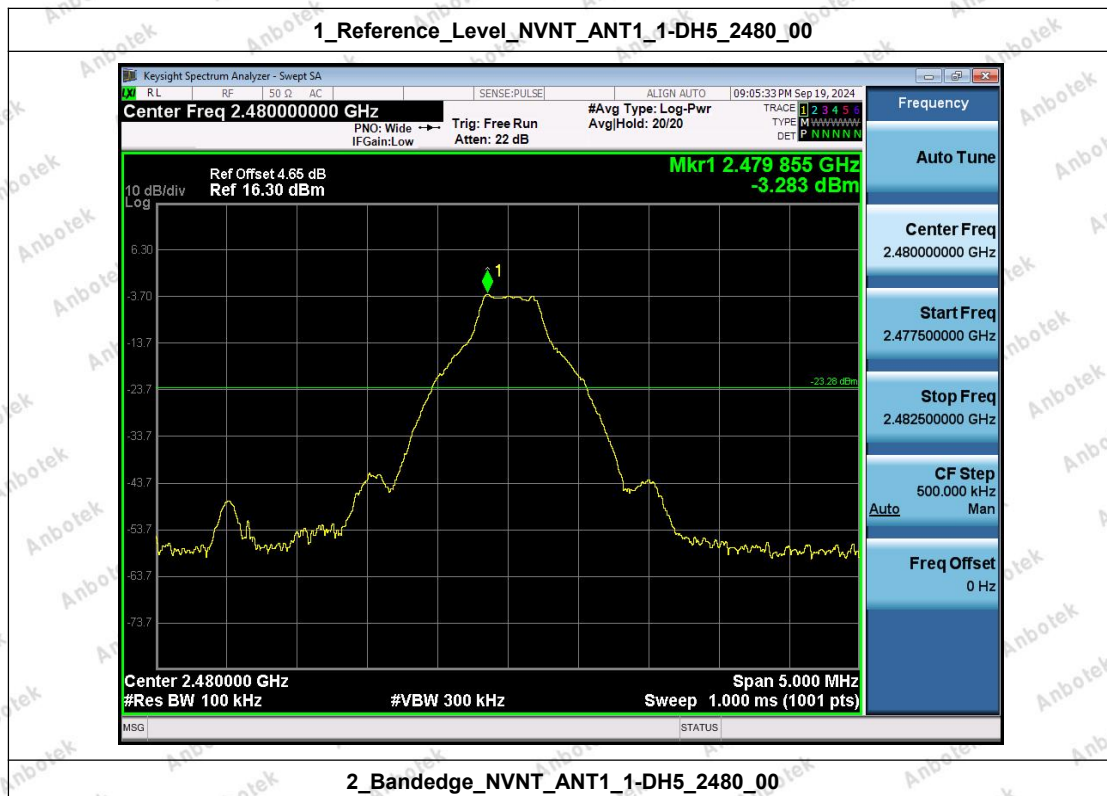 1_Reference_Level_NVNT_ANT1_1-DH5_2480_00
Keysight Spectrum Analyzer - Swept SA
LXI RL RF 50 Ω AC SENSE:PULSE ALIGN AUTO 09:05:33 PM Sep 19, 2024
Center Freq 2.480000000 GHz
PNO: Wide
IFGain:Low
Trig: Free Run
Atten: 22 dB
#Avg Type: Log-Pwr
Avg|Hold: 20/20
TRACE 1 2 3 4 5 6
TYPE M WWWWW
DET P N N N N N
Ref Offset 4.65 dB
Ref 16.30 dBm
10 dB/div
Log
Mkr1 2.479 855 GHz
-3.283 dBm
1
6.30
-3.70
-13.7
-23.7
-33.7
-43.7
-53.7
-63.7
-73.7
-23.28 dBm
Center 2.480000 GHz
Span 5.000 MHz
#Res BW 100 kHz
#VBW 300 kHz
Sweep 1.000 ms (1001 pts)
MSG
STATUS
Frequency
Auto Tune
Center Freq
2.480000000 GHz
Start Freq
2.477500000 GHz
Stop Freq
2.482500000 GHz
CF Step
500.000 kHz
Auto Man
Freq Offset
0 Hz
2_Bandedge_NVNT_ANT1_1-DH5_2480_00
Anbotek